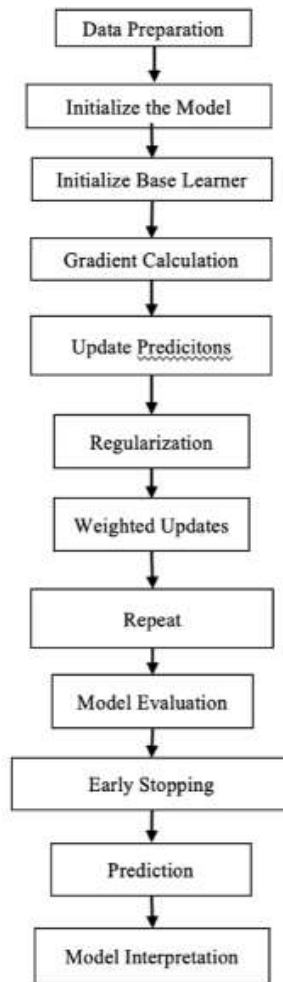 Data Preparation
Initialize the Model
Initialize Base Learner
Gradient Calculation
Update Predicitons
Regularization
Weighted Updates
Repeat
Model Evaluation
Early Stopping
Prediction
Model Interpretation